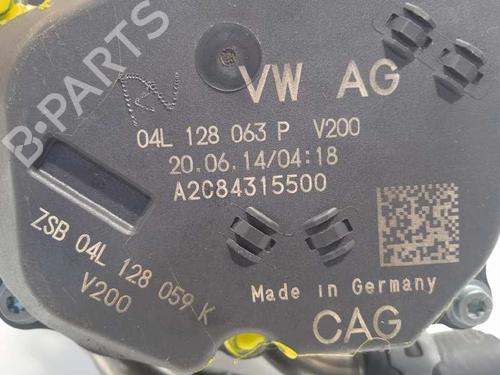 VW AG
04L 128 063 P V200
20.06.14/04:18
A2C84315500
ZSB 04L 128 059 K
V200
Made in Germany
CAG
B-PARTS